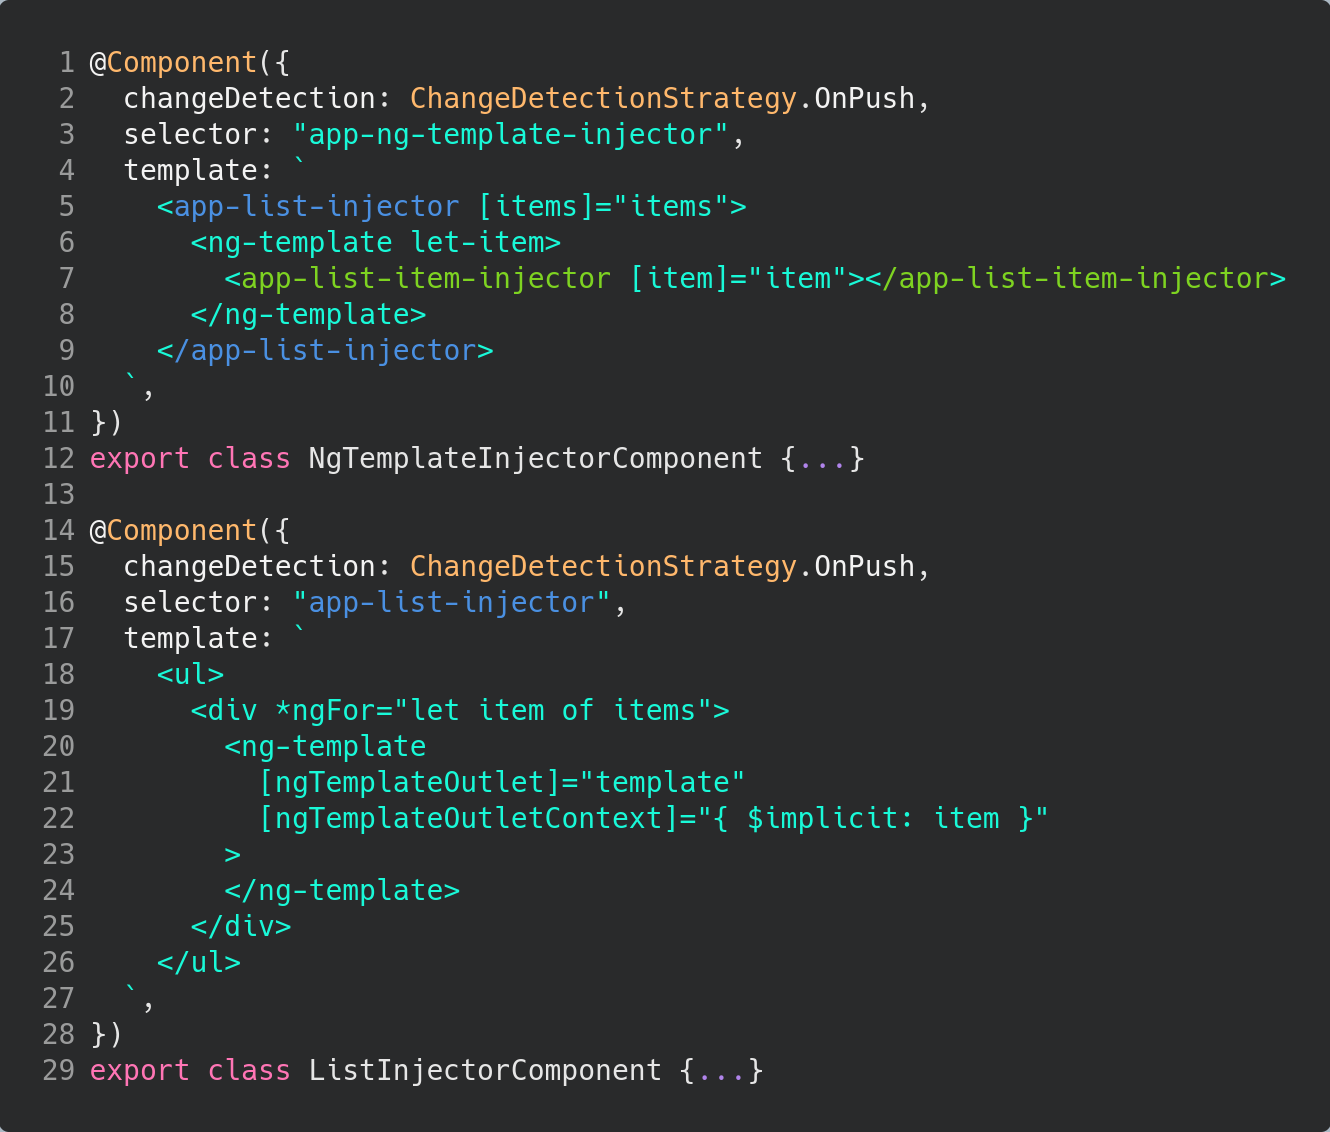 1 @Component({
2   changeDetection: ChangeDetectionStrategy.OnPush,
3   selector: "app-ng-template-injector",
4   template: `
5     <app-list-injector [items]="items">
6       <ng-template let-item>
7         <app-list-item-injector [item]="item"></app-list-item-injector>
8       </ng-template>
9     </app-list-injector>
10   `,
11 })
12 export class NgTemplateInjectorComponent {...}
13
14 @Component({
15   changeDetection: ChangeDetectionStrategy.OnPush,
16   selector: "app-list-injector",
17   template: `
18     <ul>
19       <div *ngFor="let item of items">
20         <ng-template
21           [ngTemplateOutlet]="template"
22           [ngTemplateOutletContext]="{ $implicit: item }"
23         >
24         </ng-template>
25       </div>
26     </ul>
27   `,
28 })
29 export class ListInjectorComponent {...}